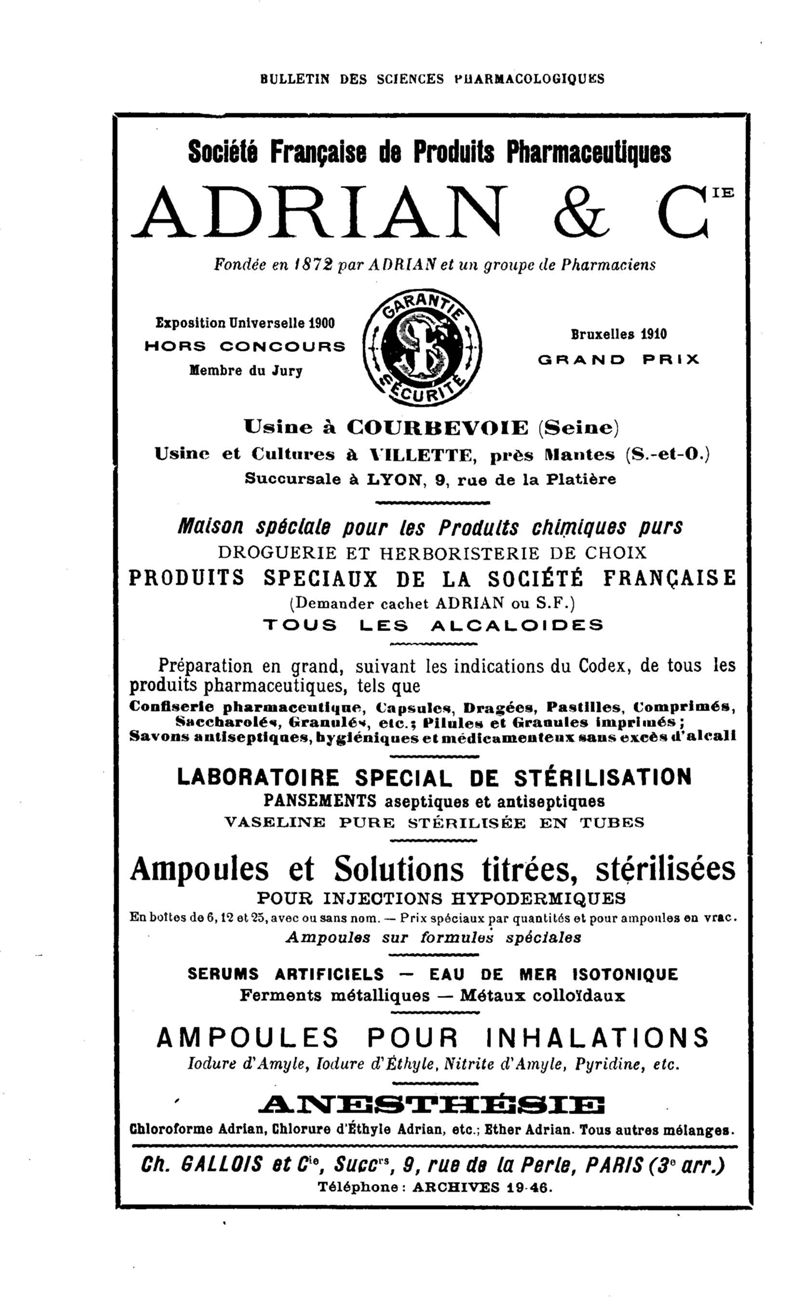 BULLETIN DES SCIENCES PHARMACOLOGIQUES
Société Française de Produits Pharmaceutiques
ADRIAN & CIE
Fondée en 1872 par ADRIAN et un groupe de Pharmaciens
Exposition Universelle 1900
HORS CONCOURS
Membre du Jury
GARANTIE
SF
SÉCURITÉ
Bruxelles 1910
GRAND PRIX
Usine à COURBEVOIE (Seine)
Usine et Cultures à VILLETTE, près Mantes (S.-et-O.)
Succursale à LYON, 9, rue de la Platière
Maison spéciale pour les Produits chimiques purs
DROGUERIE ET HERBORISTERIE DE CHOIX
PRODUITS SPECIAUX DE LA SOCIÉTÉ FRANÇAISE
(Demander cachet ADRIAN ou S.F.)
TOUS LES ALCALOIDES
Préparation en grand, suivant les indications du Codex, de tous les
produits pharmaceutiques, tels que
Confiserie pharmaceutique, Capsules, Dragées, Pastilles, Comprimés,
Saccharolés, Granulés, etc.; Pilules et Granules imprimés;
Savons antiseptiques, hygiéniques et médicamenteux sans excès d'alcali
LABORATOIRE SPECIAL DE STÉRILISATION
PANSEMENTS aseptiques et antiseptiques
VASELINE PURE STÉRILISÉE EN TUBES
Ampoules et Solutions titrées, stérilisées
POUR INJECTIONS HYPODERMIQUES
En boîtes de 6, 12 et 25, avec ou sans nom. — Prix spéciaux par quantités et pour ampoules en vrac.
Ampoules sur formules spéciales
SERUMS ARTIFICIELS — EAU DE MER ISOTONIQUE
Ferments métalliques — Métaux colloïdaux
AMPOULES POUR INHALATIONS
Iodure d'Amyle, Iodure d'Éthyle, Nitrite d'Amyle, Pyridine, etc.
ANESTHÉSIE
Chloroforme Adrian, Chlorure d'Éthyle Adrian, etc.; Ether Adrian. Tous autres mélanges.
Ch. GALLOIS et Cie, Succrs, 9, rue de la Perle, PARIS (3e arr.)
Téléphone : ARCHIVES 19-46.